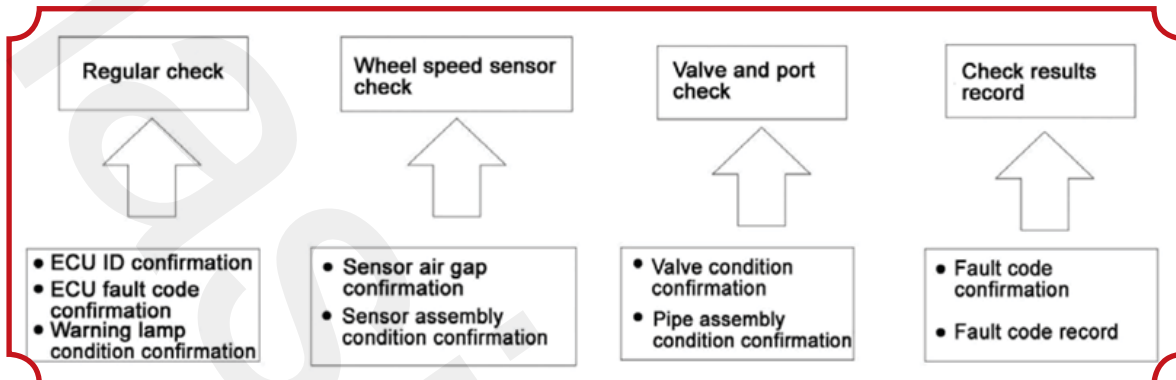 Regular check
Wheel speed sensor
check
Valve and port
check
Check results
record
• ECU ID confirmation
• ECU fault code
confirmation
• Warning lamp
condition confirmation
• Sensor air gap
confirmation
• Sensor assembly
condition confirmation
• Valve condition
confirmation
• Pipe assembly
condition confirmation
• Fault code
confirmation
• Fault code record